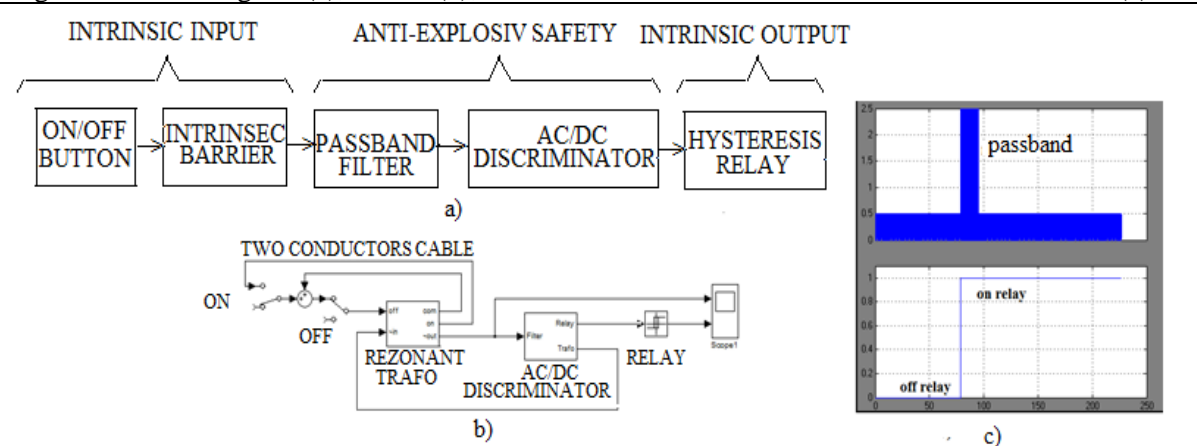 INTRINSIC INPUT
ANTI-EXPLOSIV SAFETY
INTRINSIC OUTPUT
ON/OFF
BUTTON
INTRINSEC
BARRIER
PASSBAND
FILTER
AC/DC
DISCRIMINATOR
HYSTERESIS
RELAY
a)
TWO CONDUCTORS CABLE
ON
OFF
off
~in
com
on
~out
REZONANT
TRAFO
Filter
Relay
Trafo
AC/DC
DISCRIMINATOR
RELAY
Scope1
b)
2.5
2
1.5
1
0.5
0
passband
1
0.8
0.6
0.4
0.2
0
on relay
off relay
0 50 100 150 200 250
c)